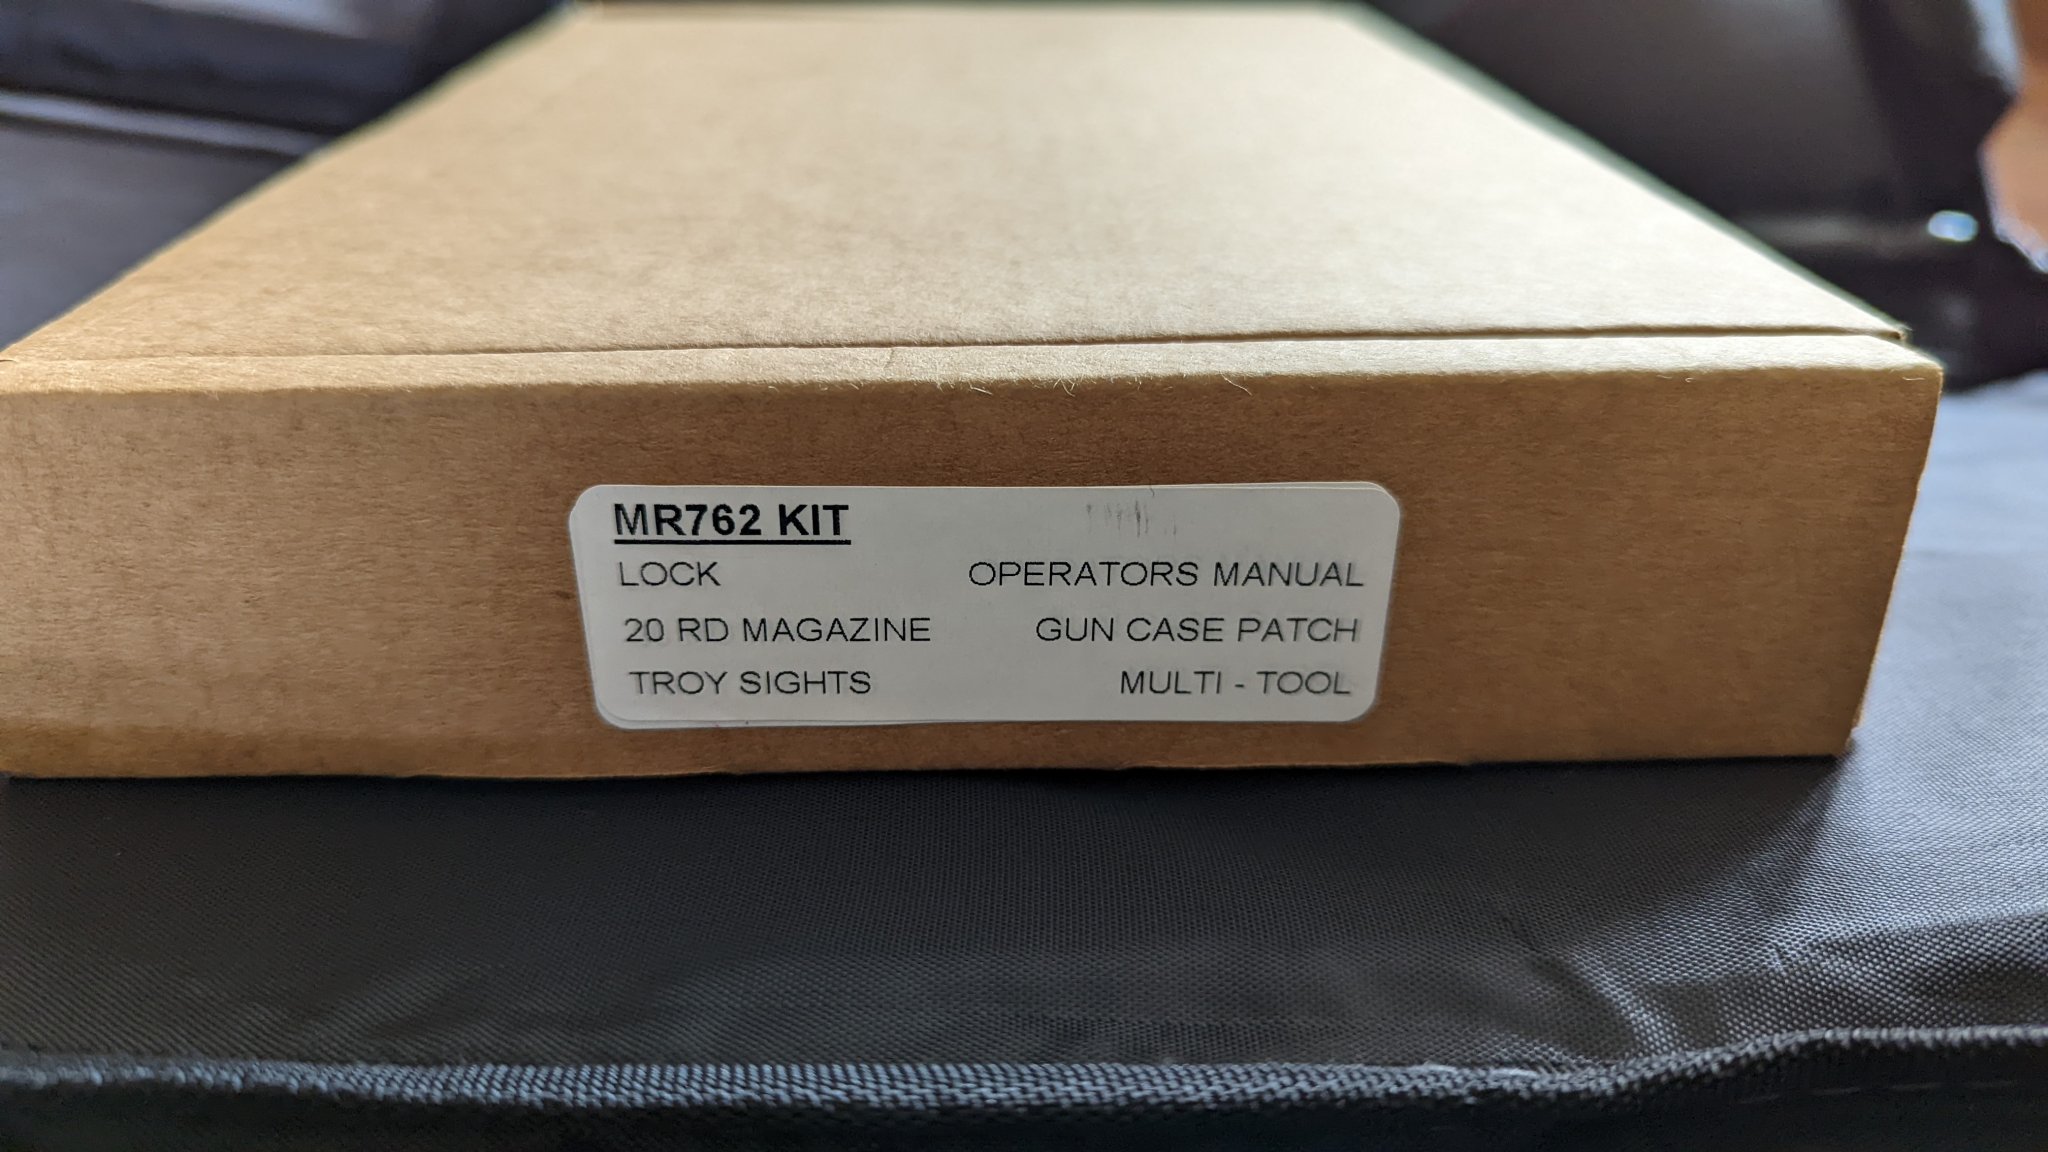 MR762 KIT
LOCK OPERATORS MANUAL
20 RD MAGAZINE GUN CASE PATCH
TROY SIGHTS MULTI - TOOL